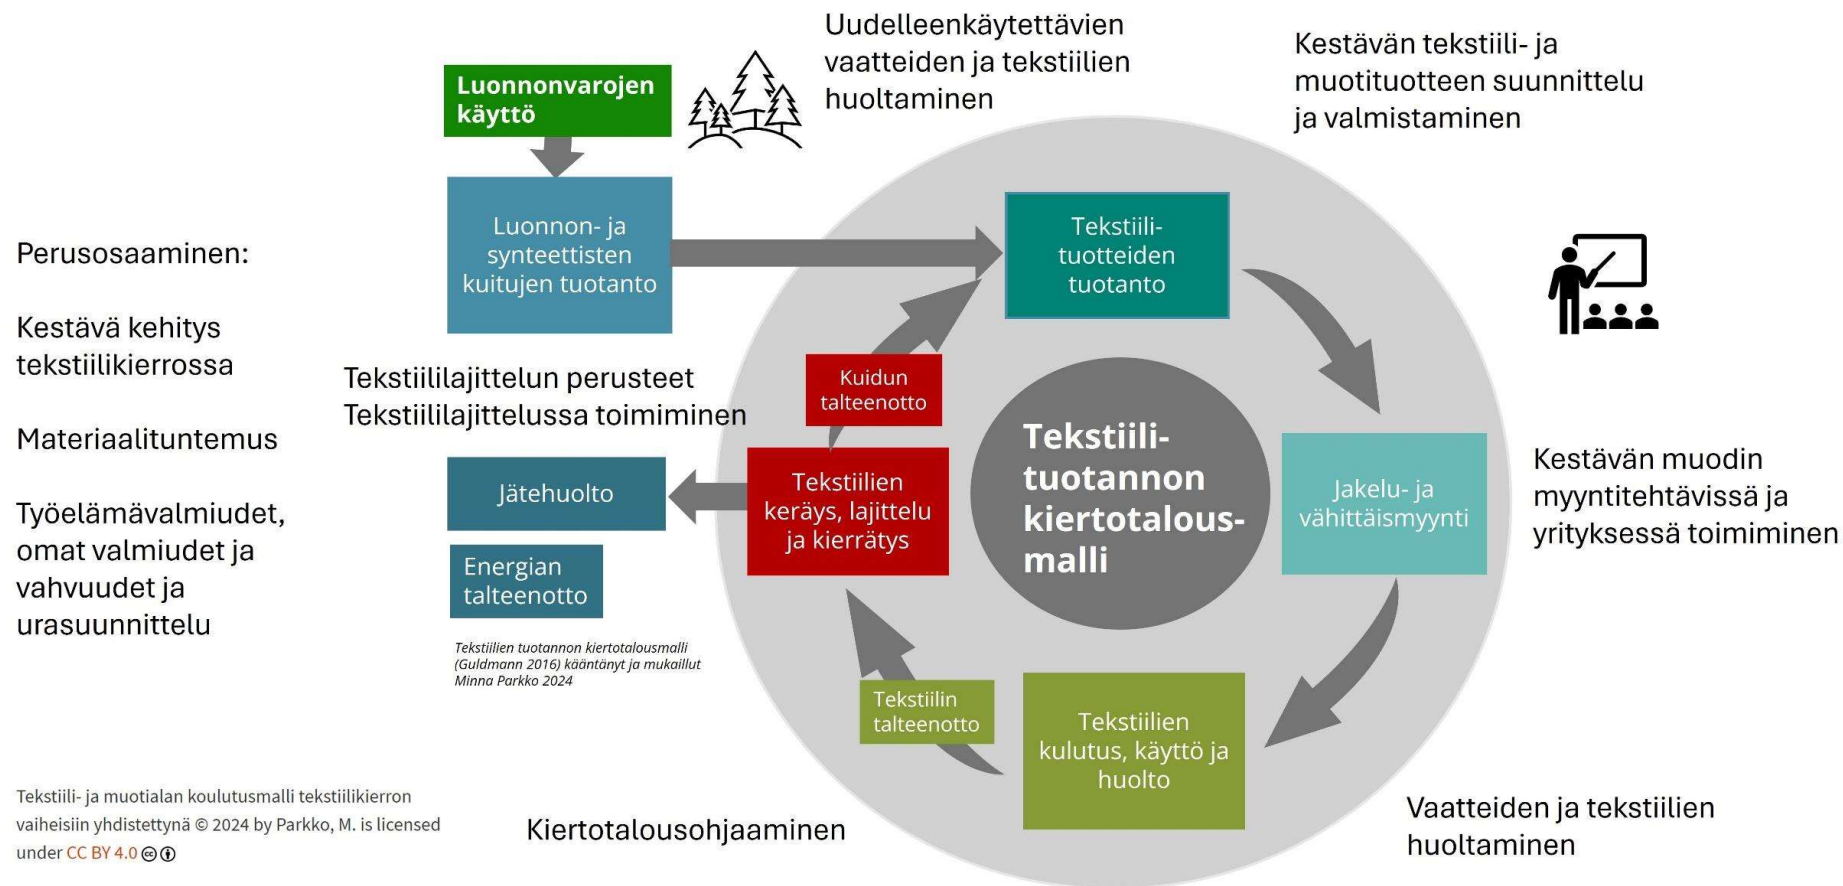 Uudelleenkäytettävien
vaatteiden ja tekstiilien
huoltaminen
Kestävän tekstiili- ja
muotituotteen suunnittelu
ja valmistaminen
Luonnonvarojen
käyttö
Luonnon- ja
synteettisten
kuitujen tuotanto
Tekstiili-
tuotteiden
tuotanto
Perusosaaminen:
Kestävä kehitys
tekstiilikierrossa
Materiaalituntemus
Työelämävalmiudet,
omat valmiudet ja
vahvuudet ja
urasuunnittelu
Tekstiililajittelun perusteet
Tekstiililajittelussa toimiminen
Kuidun
talteenotto
Tekstiili-
tuotannon
kiertotalous-
malli
Jätehuolto
Tekstiilien
keräys, lajittelu
ja kierrätys
Jakelu- ja
vähittäismyynti
Kestävän muodin
myyntitehtävissä ja
yrityksessä toimiminen
Energian
talteenotto
Tekstiilien tuotannon kiertotalousmalli
(Guldmann 2016) kääntänyt ja mukaillut
Minna Parkko 2024
Tekstiilin
talteenotto
Tekstiilien
kulutus, käyttö ja
huolto
Kiertotalousohjaaminen
Vaatteiden ja tekstiilien
huoltaminen
Tekstiili- ja muotialan koulutusmalli tekstiilikierron
vaiheisiin yhdistettynä © 2024 by Parkko, M. is licensed
under CC BY 4.0